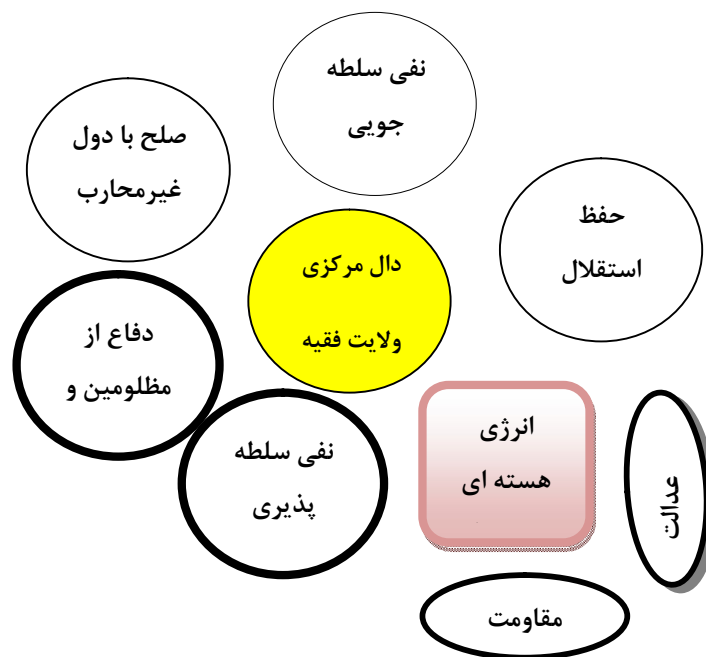 نفی سلطه
جویی
صلح با دول
غیرمحارب
حفظ
استقلال
دال مرکزی
ولایت فقیه
دفاع از
مظلومین و
نفی سلطه
پذیری
انرژی
هسته ای
عدالت
مقاومت